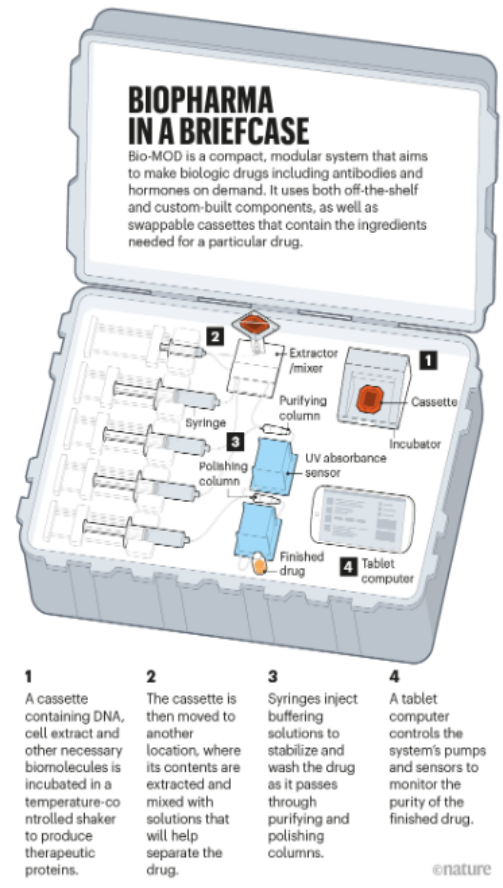 BIOPHARMA
IN A BRIEFCASE
Bio-MOD is a compact, modular system that aims
to make biologic drugs including antibodies and
hormones on demand. It uses both off-the-shelf
and custom-built components, as well as
swappable cassettes that contain the ingredients
needed for a particular drug.
2
Extractor
/mixer
1
Cassette
Incubator
Purifying
column
Syringe
3
Polishing
column
UV absorbance
sensor
Finished
drug
4
Tablet
computer
1
A cassette
containing DNA,
cell extract and
other necessary
biomolecules is
incubated in a
temperature-co
ntrolled shaker
to produce
therapeutic
proteins.
2
The cassette is
then moved to
another
location, where
its contents are
extracted and
mixed with
solutions that
will help
separate the
drug.
3
Syringes inject
buffering
solutions to
stabilize and
wash the drug
as it passes
through
purifying and
polishing
columns.
4
A tablet
computer
controls the
system's pumps
and sensors to
monitor the
purity of the
finished drug.
©nature